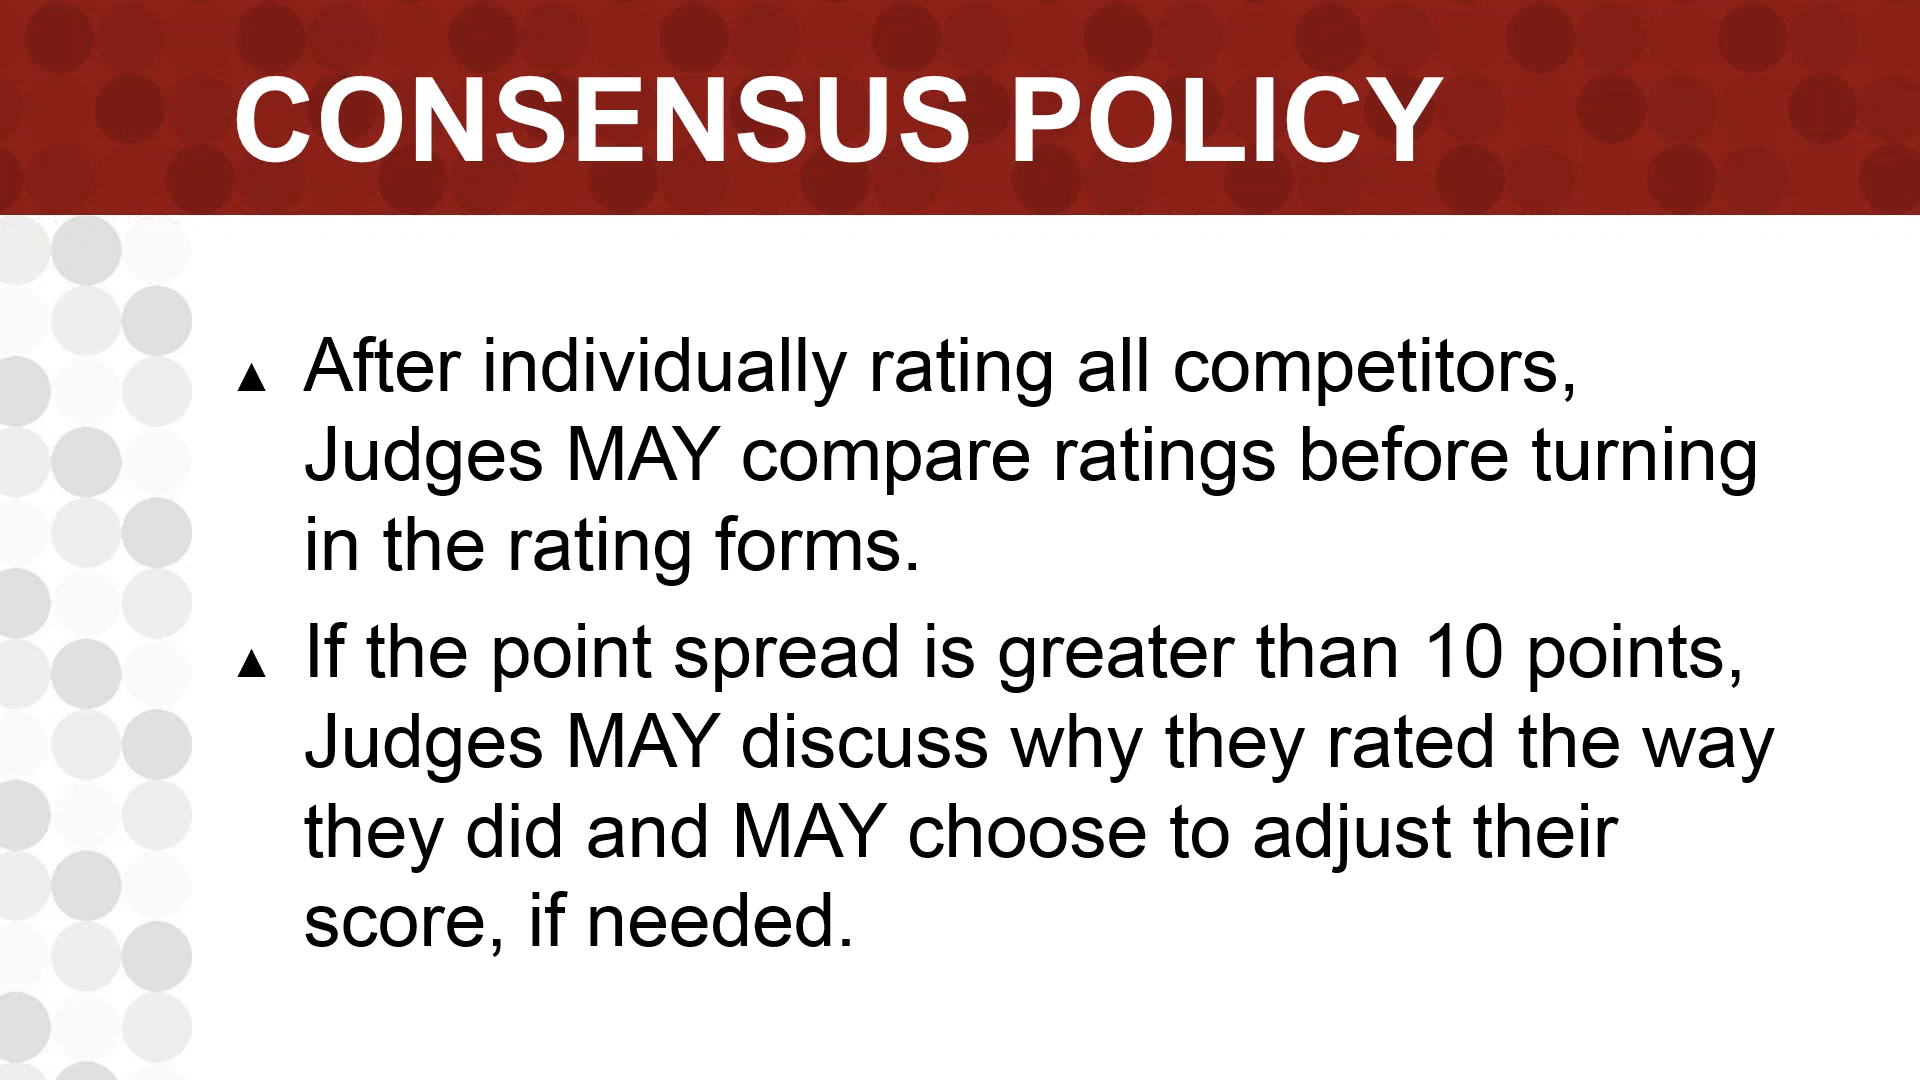 CONSENSUS POLICY
▲ After individually rating all competitors,
Judges MAY compare ratings before turning
in the rating forms.
▲ If the point spread is greater than 10 points,
Judges MAY discuss why they rated the way
they did and MAY choose to adjust their
score, if needed.